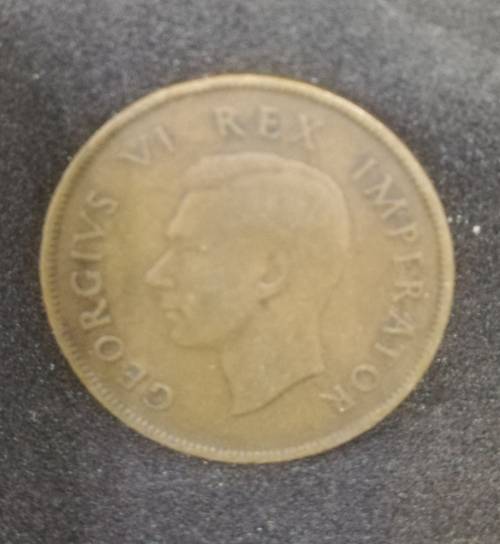 GEORGIVS VI REX IMPERATOR